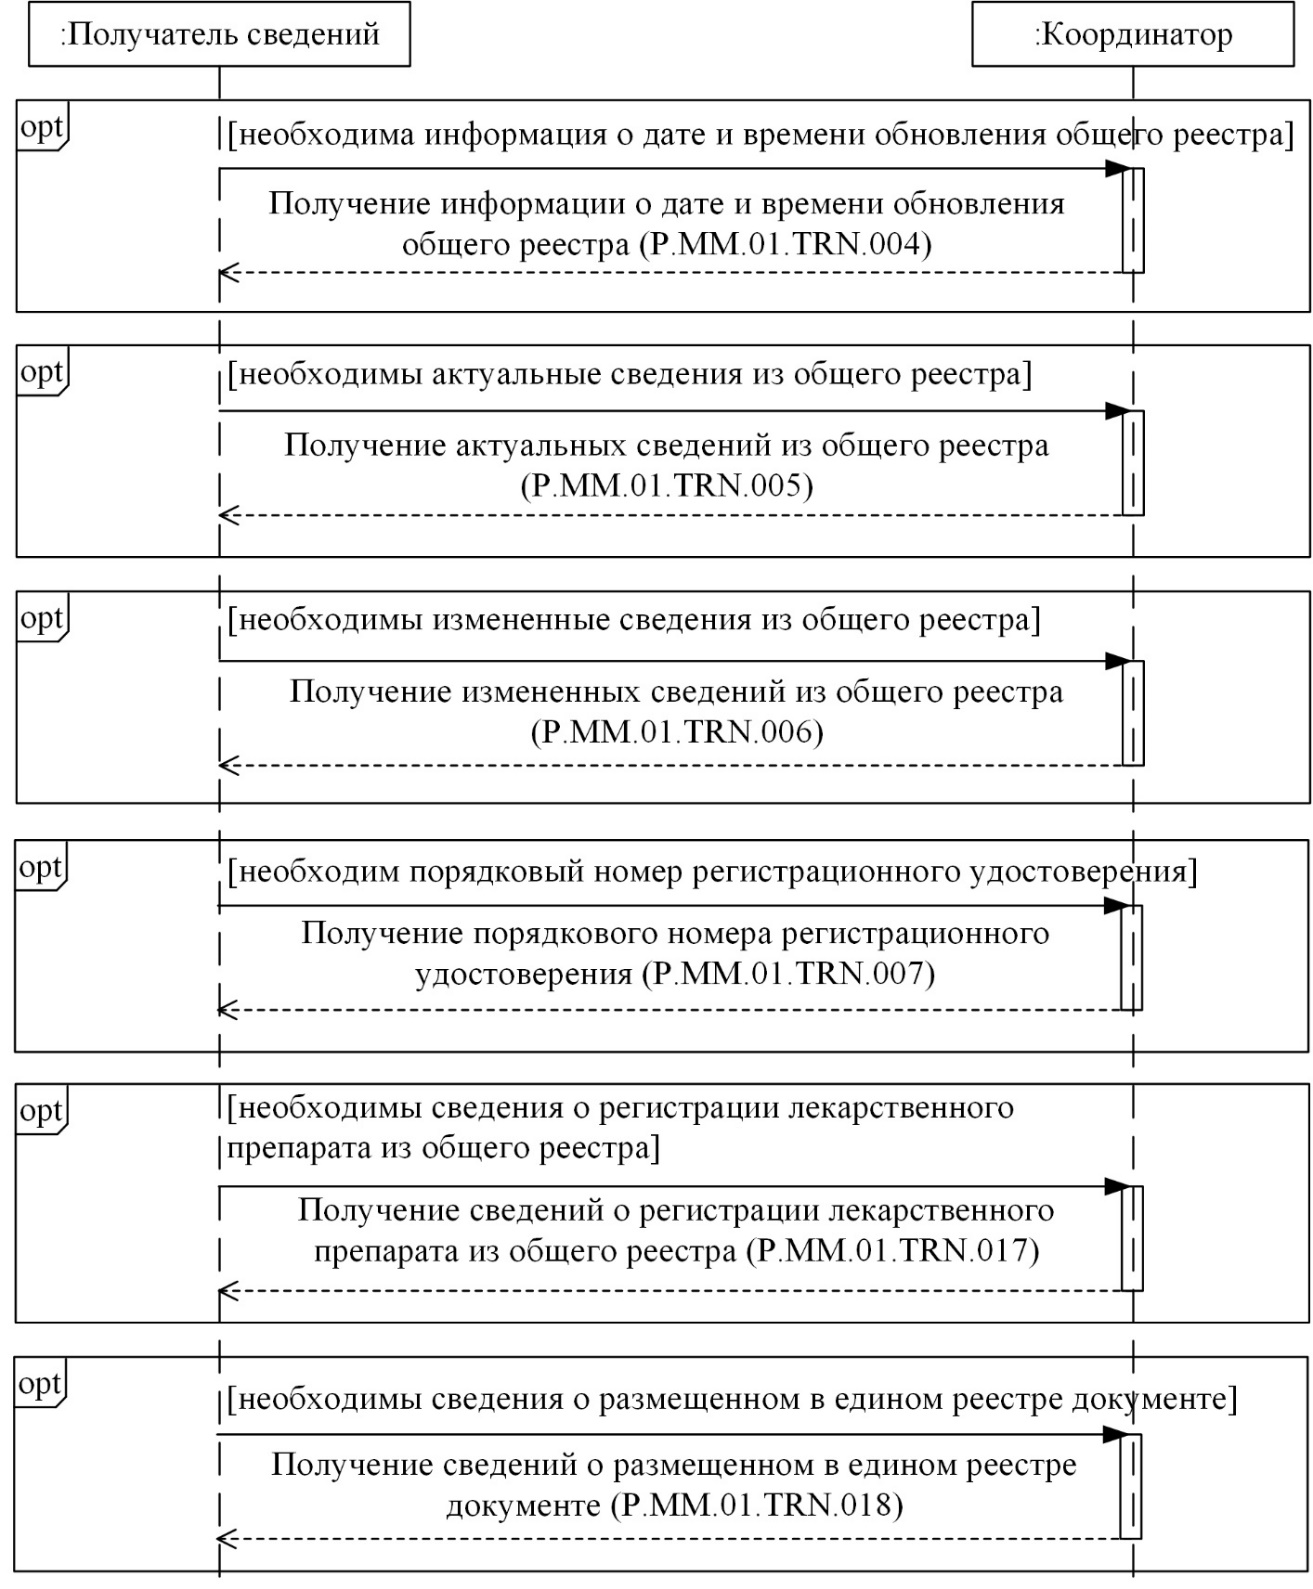 :Получатель сведений
:Координатор
opt
[необходима информация о дате и времени обновления общего реестра]
Получение информации о дате и времени обновления
общего реестра (P.MM.01.TRN.004)
opt
[необходимы актуальные сведения из общего реестра]
Получение актуальных сведений из общего реестра
(P.MM.01.TRN.005)
opt
[необходимы измененные сведения из общего реестра]
Получение измененных сведений из общего реестра
(P.MM.01.TRN.006)
opt
[необходим порядковый номер регистрационного удостоверения]
Получение порядкового номера регистрационного
удостоверения (P.MM.01.TRN.007)
opt
[необходимы сведения о регистрации лекарственного
препарата из общего реестра]
Получение сведений о регистрации лекарственного
препарата из общего реестра (P.MM.01.TRN.017)
opt
[необходимы сведения о размещенном в едином реестре документе]
Получение сведений о размещенном в едином реестре
документе (P.MM.01.TRN.018)